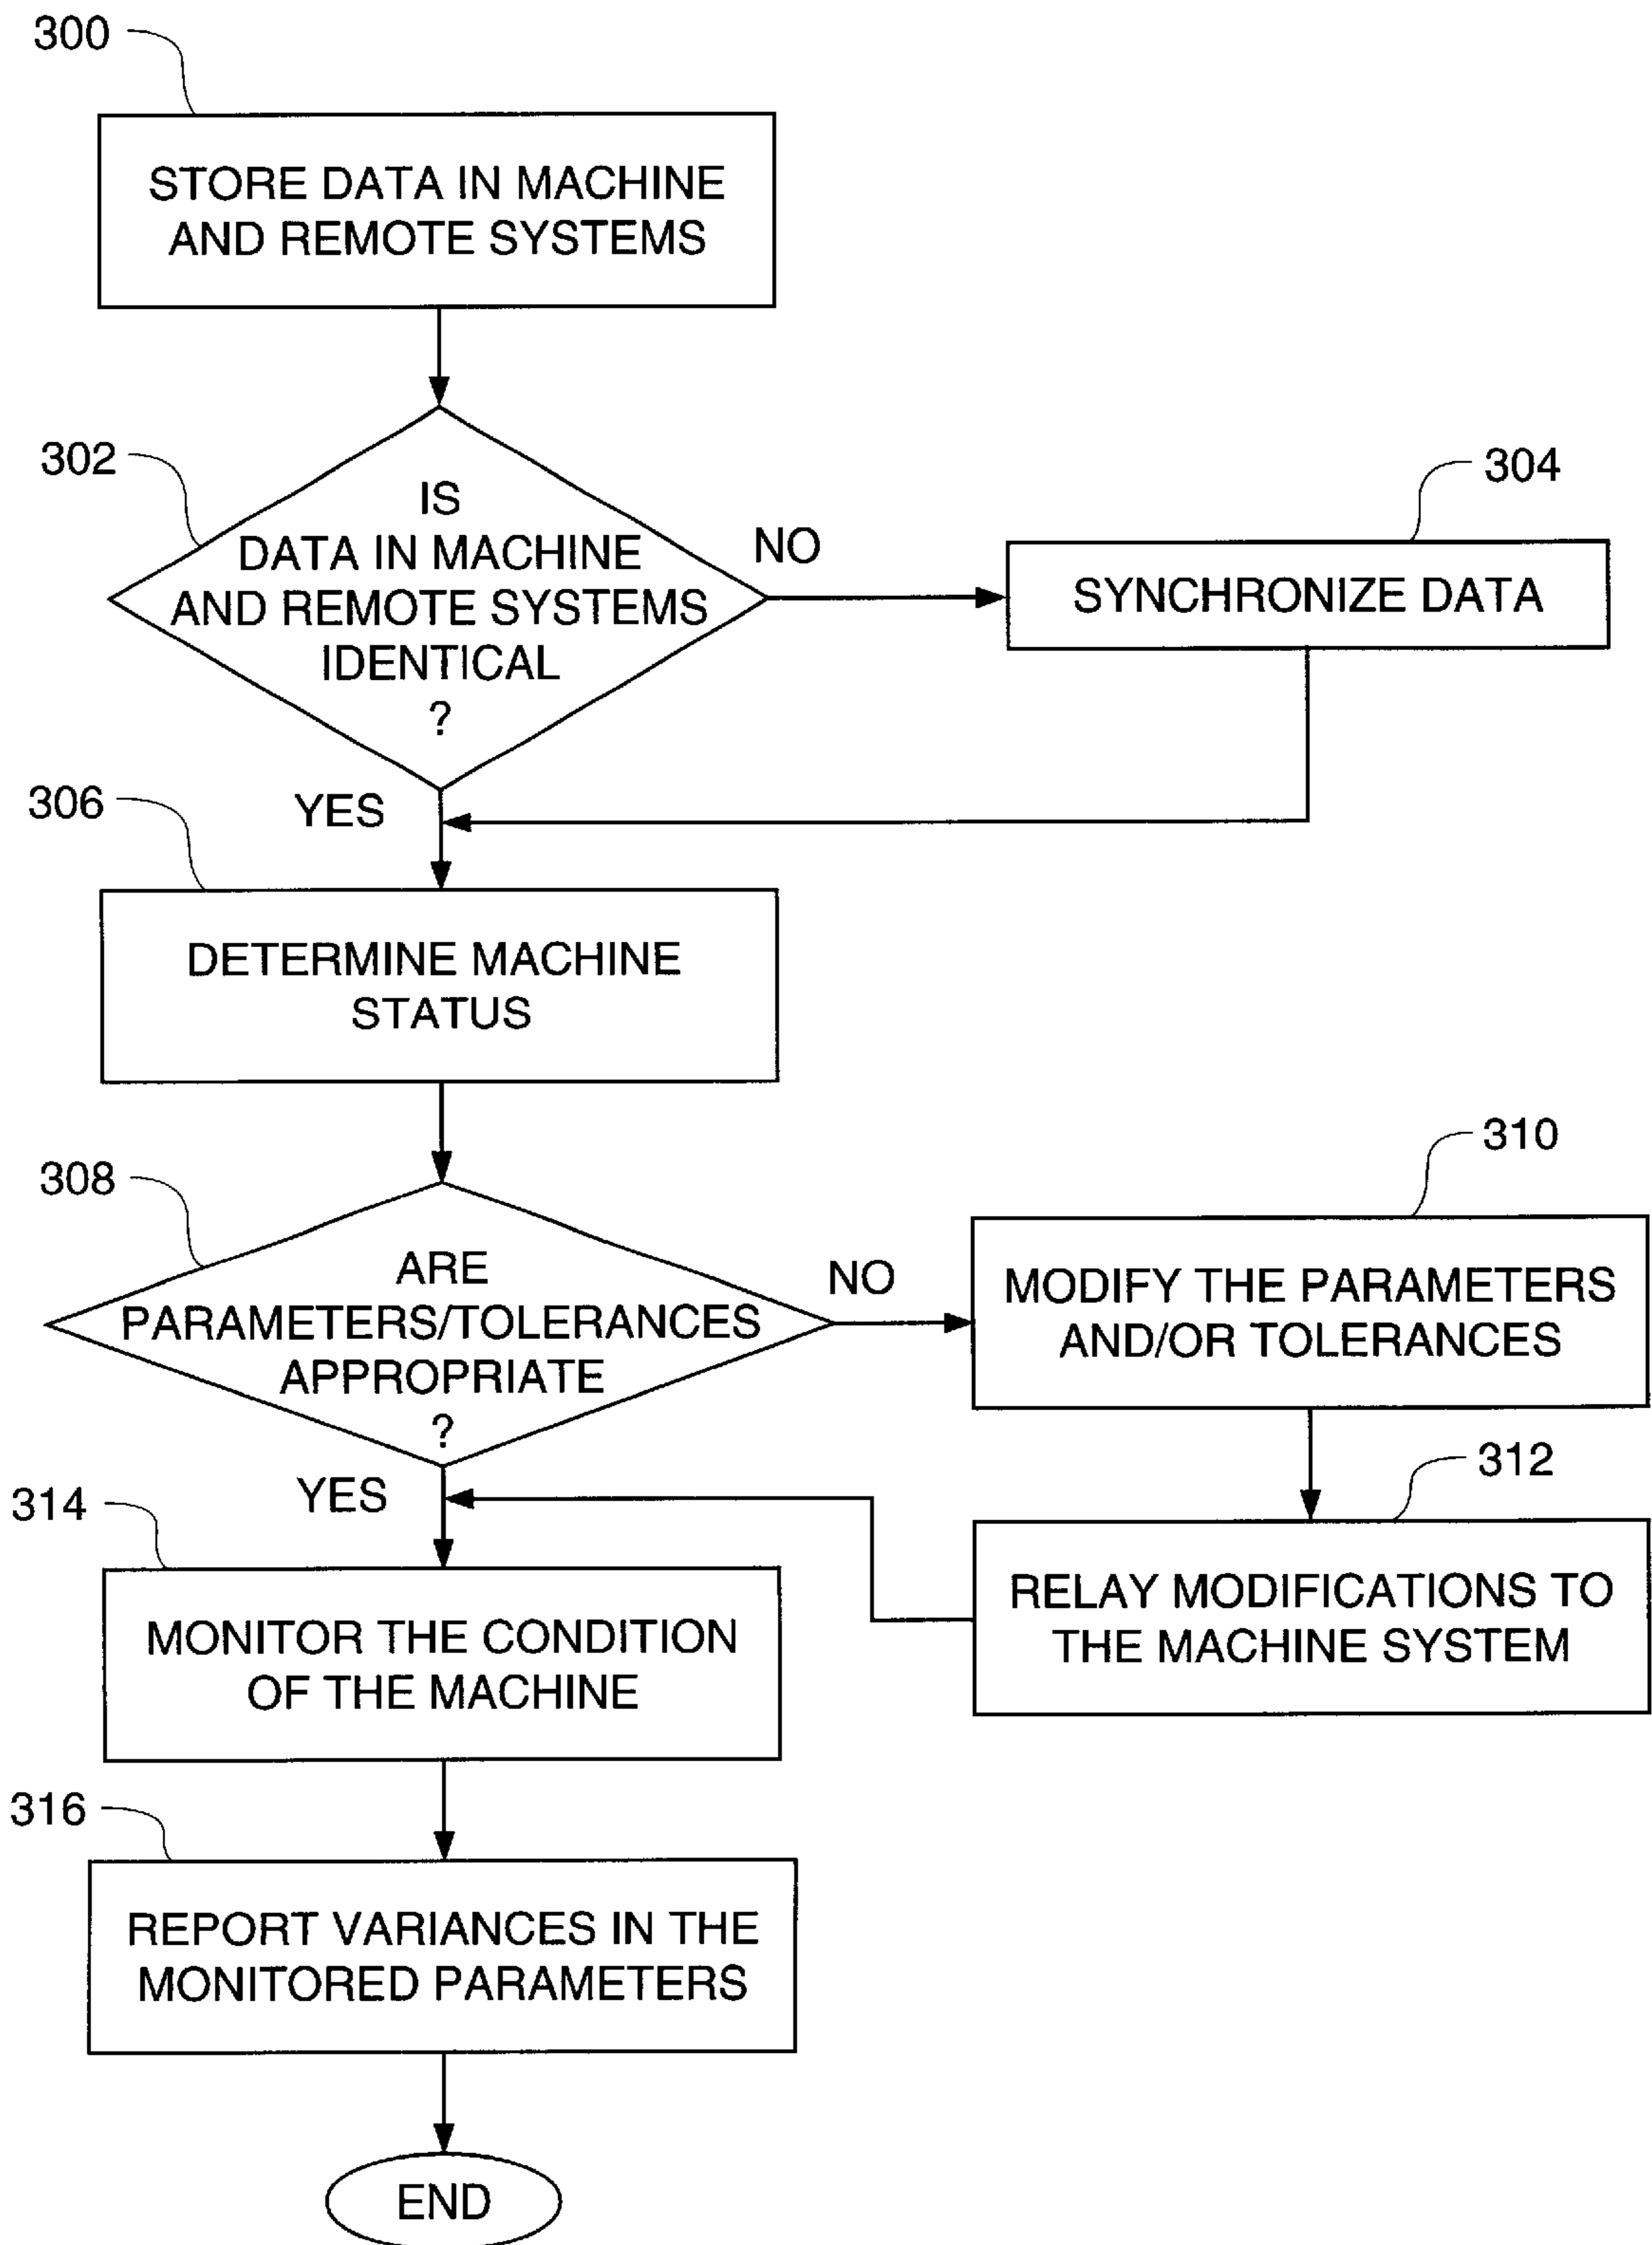 300
STORE DATA IN MACHINE
AND REMOTE SYSTEMS
302
IS
DATA IN MACHINE
AND REMOTE SYSTEMS
IDENTICAL
?
NO
304
SYNCHRONIZE DATA
YES
306
DETERMINE MACHINE
STATUS
308
ARE
PARAMETERS/TOLERANCES
APPROPRIATE
?
NO
310
MODIFY THE PARAMETERS
AND/OR TOLERANCES
312
RELAY MODIFICATIONS TO
THE MACHINE SYSTEM
YES
314
MONITOR THE CONDITION
OF THE MACHINE
316
REPORT VARIANCES IN THE
MONITORED PARAMETERS
END